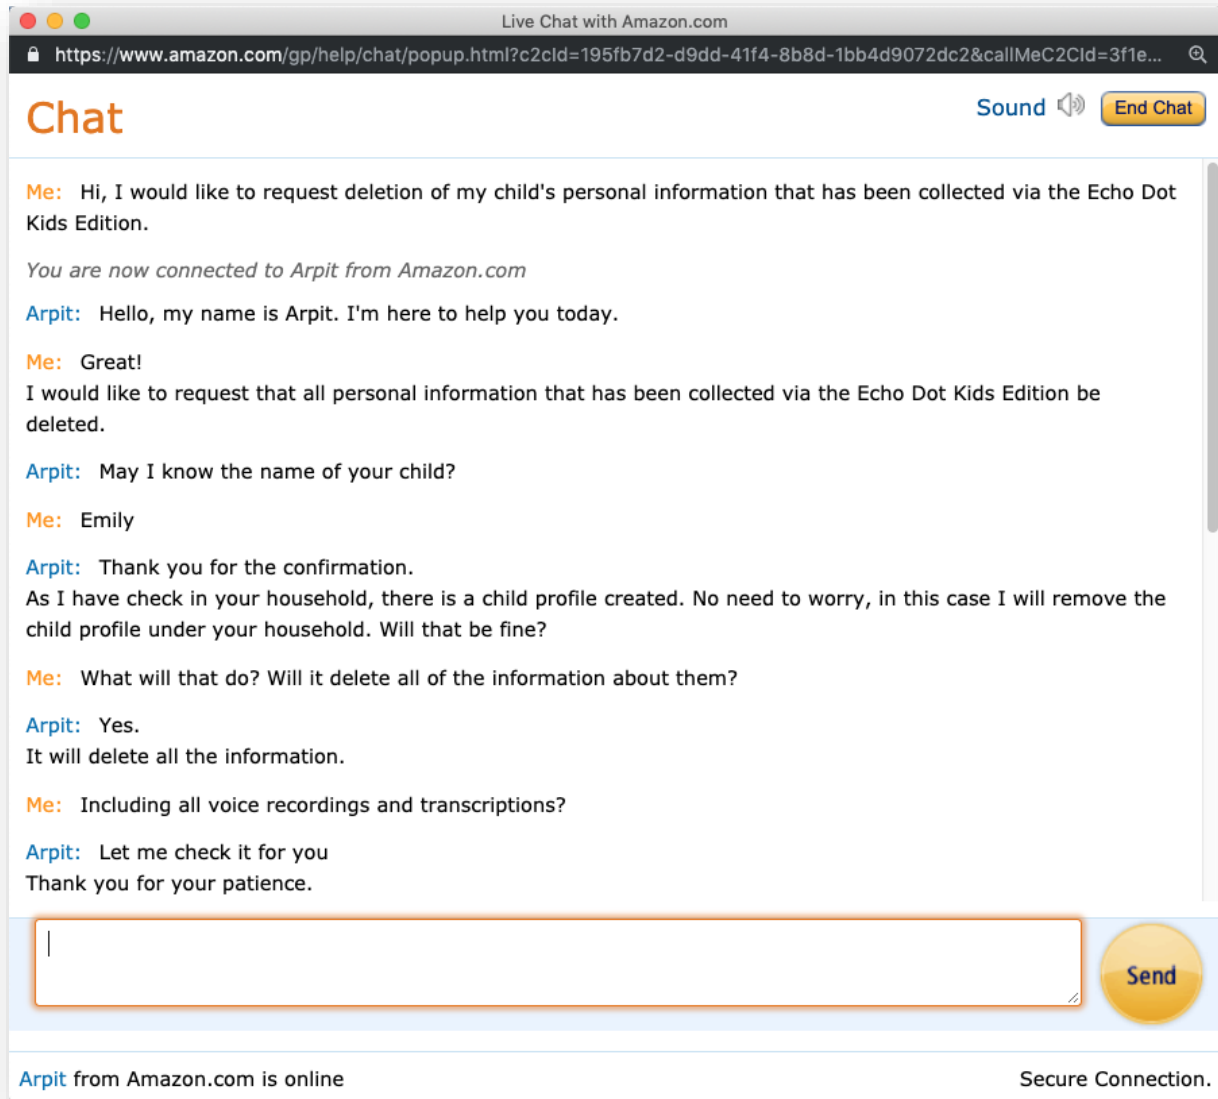 Live Chat with Amazon.com
https://www.amazon.com/gp/help/chat/popup.html?c2cId=195fb7d2-d9dd-41f4-8b8d-1bb4d9072dc2&callMeC2CId=3f1e...
Chat
Sound
End Chat
Me: Hi, I would like to request deletion of my child's personal information that has been collected via the Echo Dot
Kids Edition.
You are now connected to Arpit from Amazon.com
Arpit: Hello, my name is Arpit. I'm here to help you today.
Me: Great!
I would like to request that all personal information that has been collected via the Echo Dot Kids Edition be
deleted.
Arpit: May I know the name of your child?
Me: Emily
Arpit: Thank you for the confirmation.
As I have check in your household, there is a child profile created. No need to worry, in this case I will remove the
child profile under your household. Will that be fine?
Me: What will that do? Will it delete all of the information about them?
Arpit: Yes.
It will delete all the information.
Me: Including all voice recordings and transcriptions?
Arpit: Let me check it for you
Thank you for your patience.
Send
Arpit from Amazon.com is online
Secure Connection.